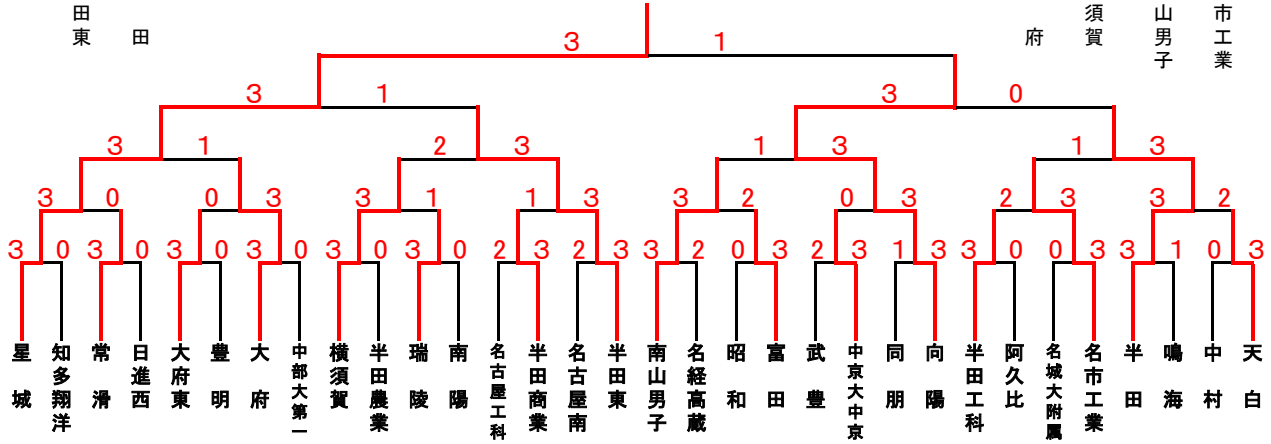 田東
田
府
須賀
山男子
市工業
3 1
3 1 3 0
3 1 2 3 1 3 1 3
3 0 0 3 3 1 1 3 3 2 0 3 2 3 3 2
3 0 3 0 3 0 3 0 3 0 3 0 2 3 2 3 3 2 0 3 2 3 1 3 3 0 0 3 3 1 0 3
星城
知多翔洋
常滑
日進西
大府東
豊明
大府
中部大第一
横須賀
半田農業
瑞陵
南陽
名古屋工科
半田商業
名古屋南
半田東
南山男子
名経高蔵
昭和
富田
武豊
中京大中京
同朋
向陽
半田工科
阿久比
名城大附属
名市工業
半田
鳴海
中村
天白